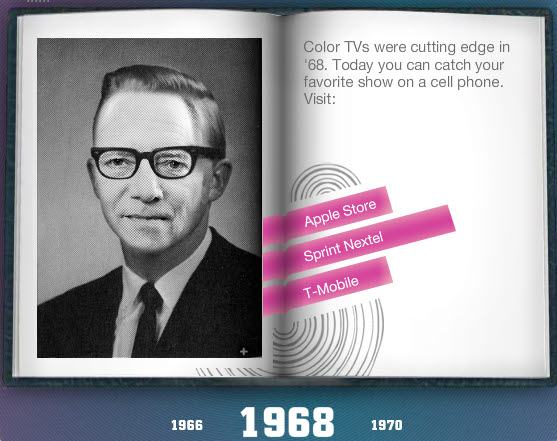 Color TVs were cutting edge in
'68. Today you can catch your
favorite show on a cell phone.
Visit:
Apple Store
Sprint Nextel
T-Mobile
1966
1968
1970